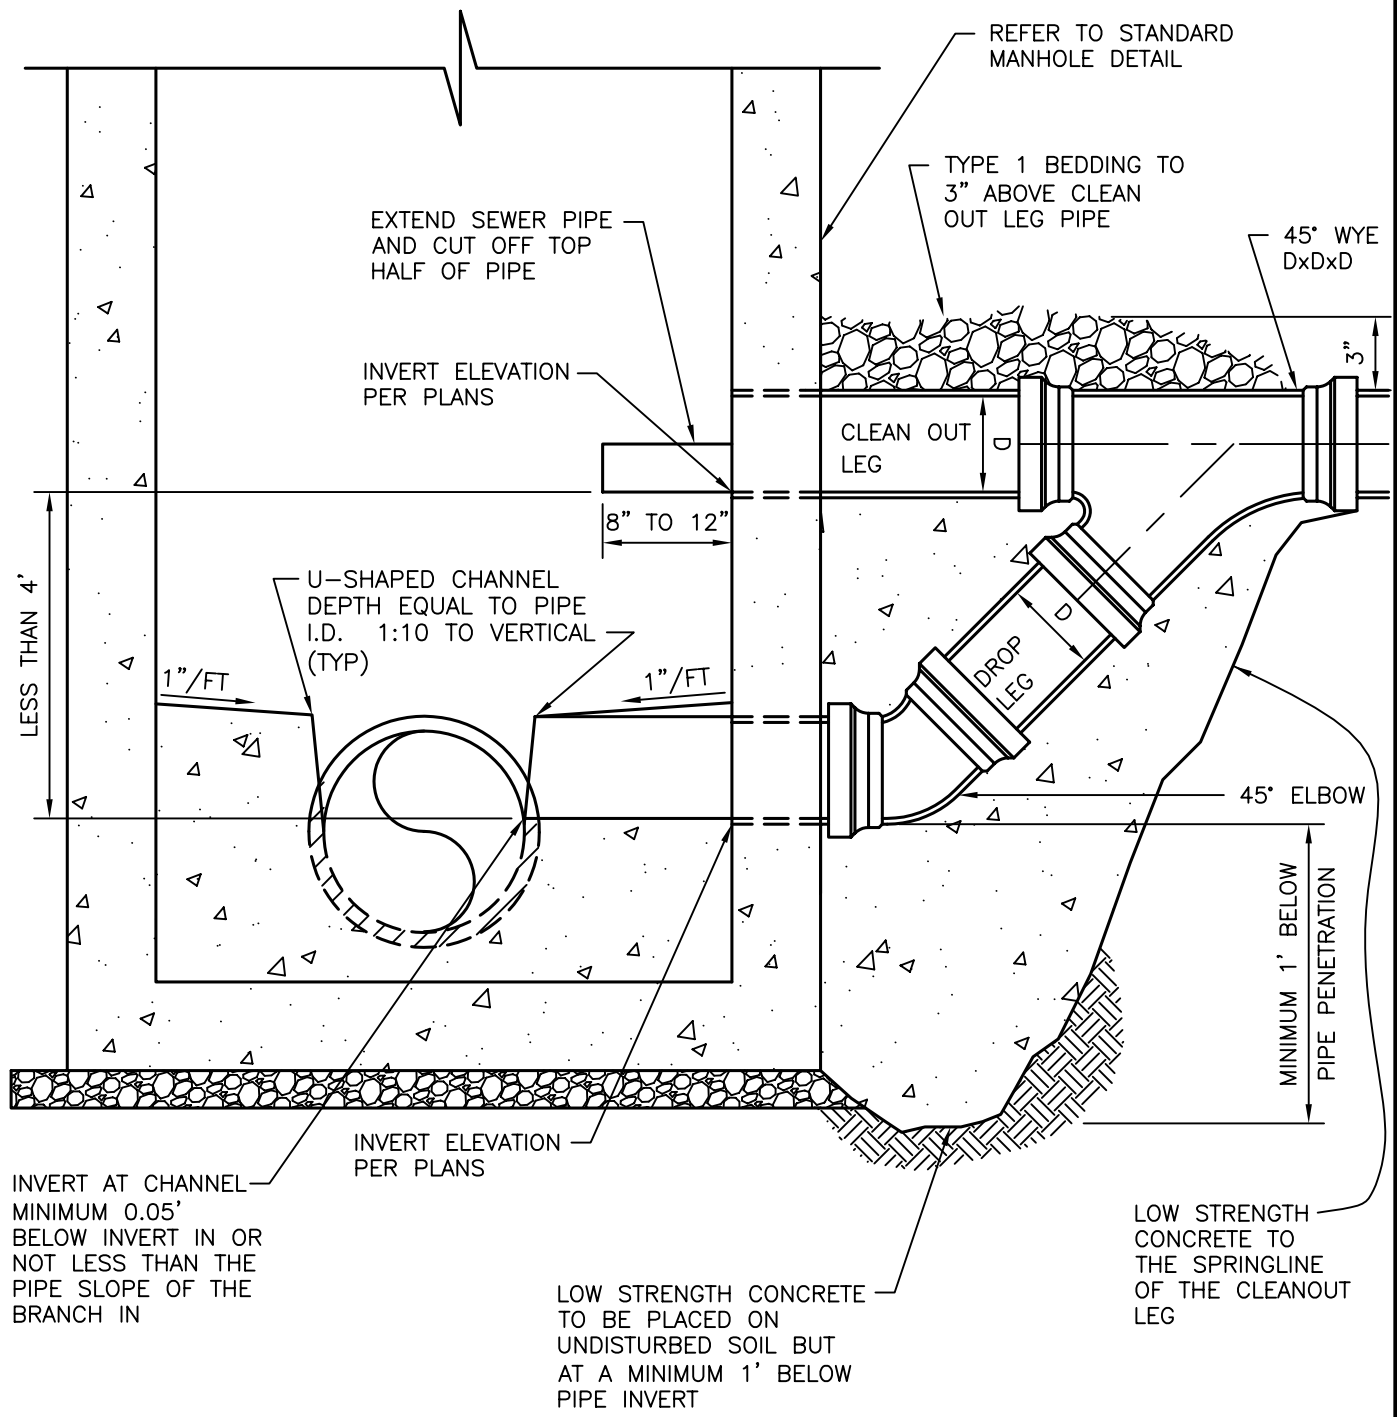 REFER TO STANDARD
MANHOLE DETAIL
TYPE 1 BEDDING TO
3" ABOVE CLEAN
OUT LEG PIPE
EXTEND SEWER PIPE
AND CUT OFF TOP
HALF OF PIPE
45° WYE
DxDxD
3"
INVERT ELEVATION
PER PLANS
CLEAN OUT
LEG
D
8" TO 12"
U-SHAPED CHANNEL
DEPTH EQUAL TO PIPE
I.D. 1:10 TO VERTICAL
(TYP)
LESS THAN 4'
1"/FT
1"/FT
D
DROP
LEG
45° ELBOW
MINIMUM 1' BELOW
PIPE PENETRATION
INVERT ELEVATION
PER PLANS
INVERT AT CHANNEL
MINIMUM 0.05'
BELOW INVERT IN OR
NOT LESS THAN THE
PIPE SLOPE OF THE
BRANCH IN
LOW STRENGTH CONCRETE
TO BE PLACED ON
UNDISTURBED SOIL BUT
AT A MINIMUM 1' BELOW
PIPE INVERT
LOW STRENGTH
CONCRETE TO
THE SPRINGLINE
OF THE CLEANOUT
LEG